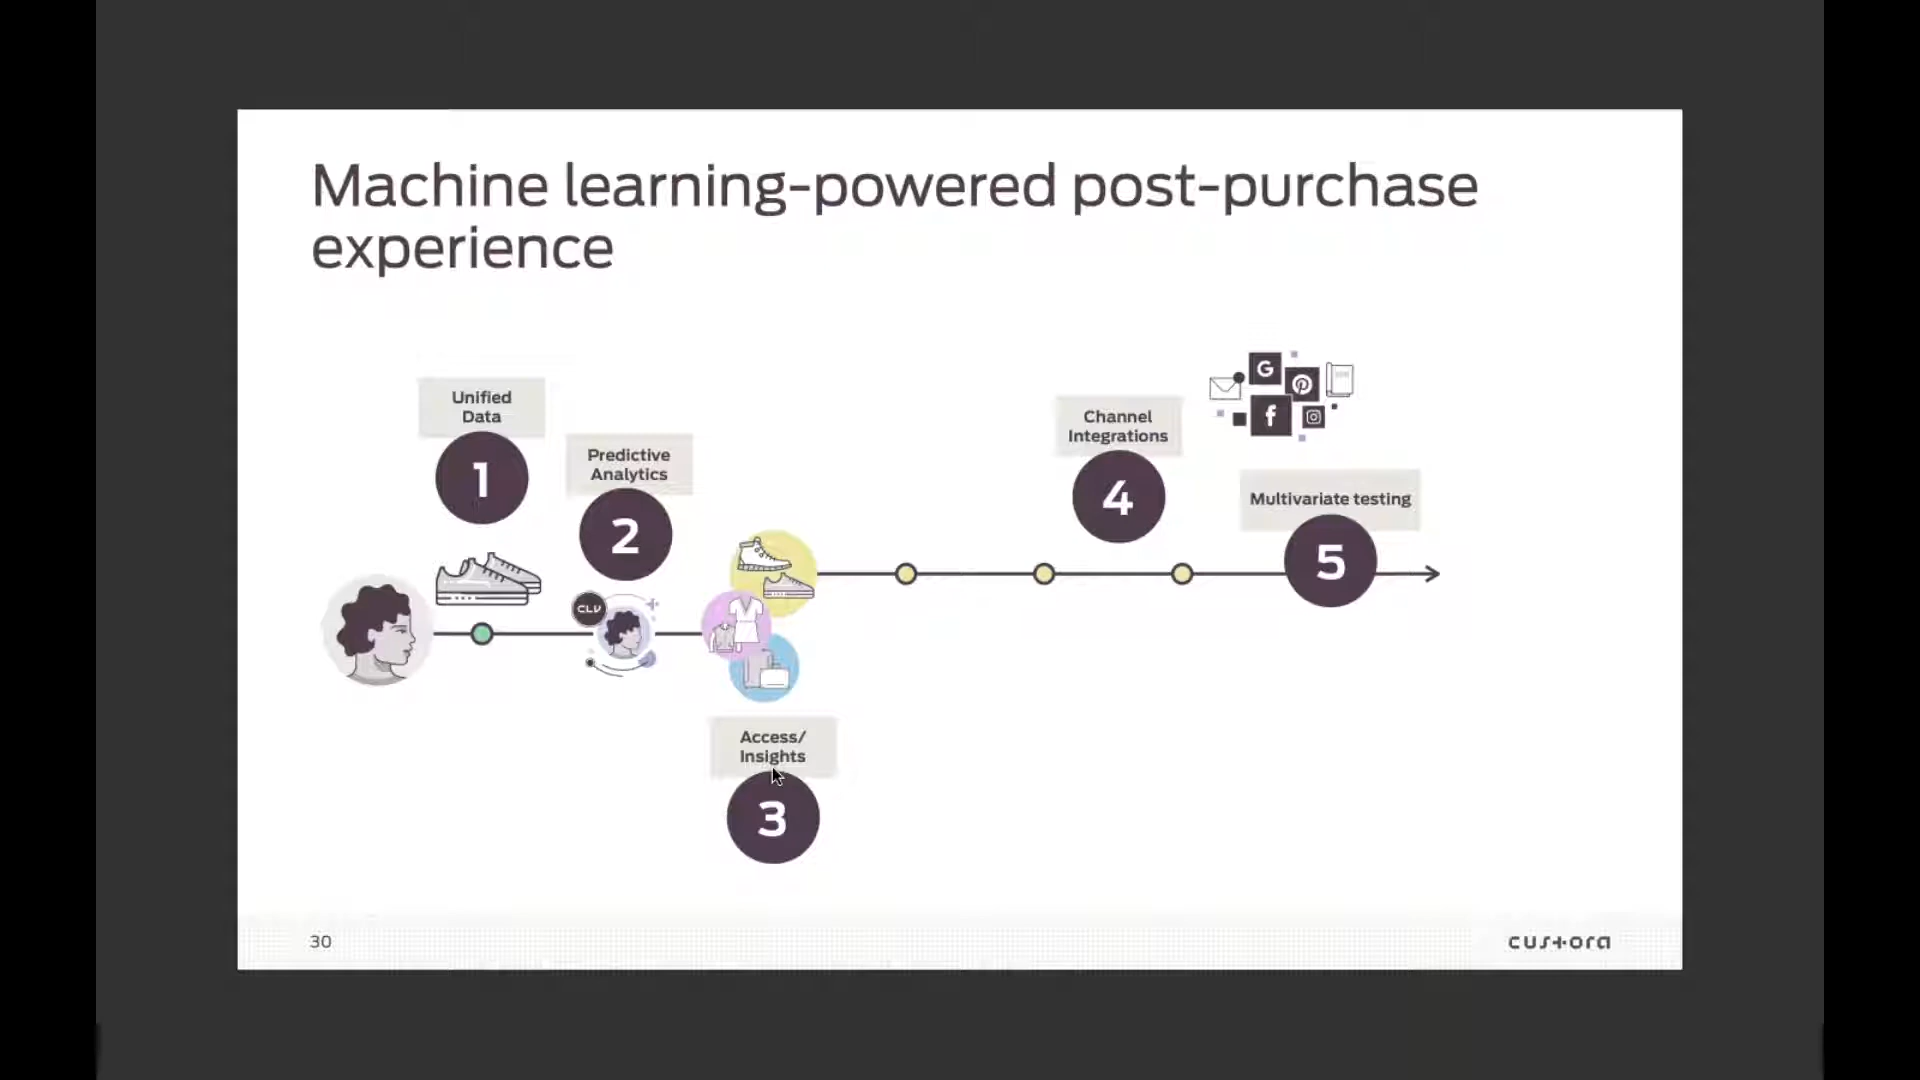 Machine learning-powered post-purchase
experience
Unified
Data
1
Predictive
Analytics
2
CLV
Access/
Insights
3
Channel
Integrations
4
G
f
Multivariate testing
5
30
custora